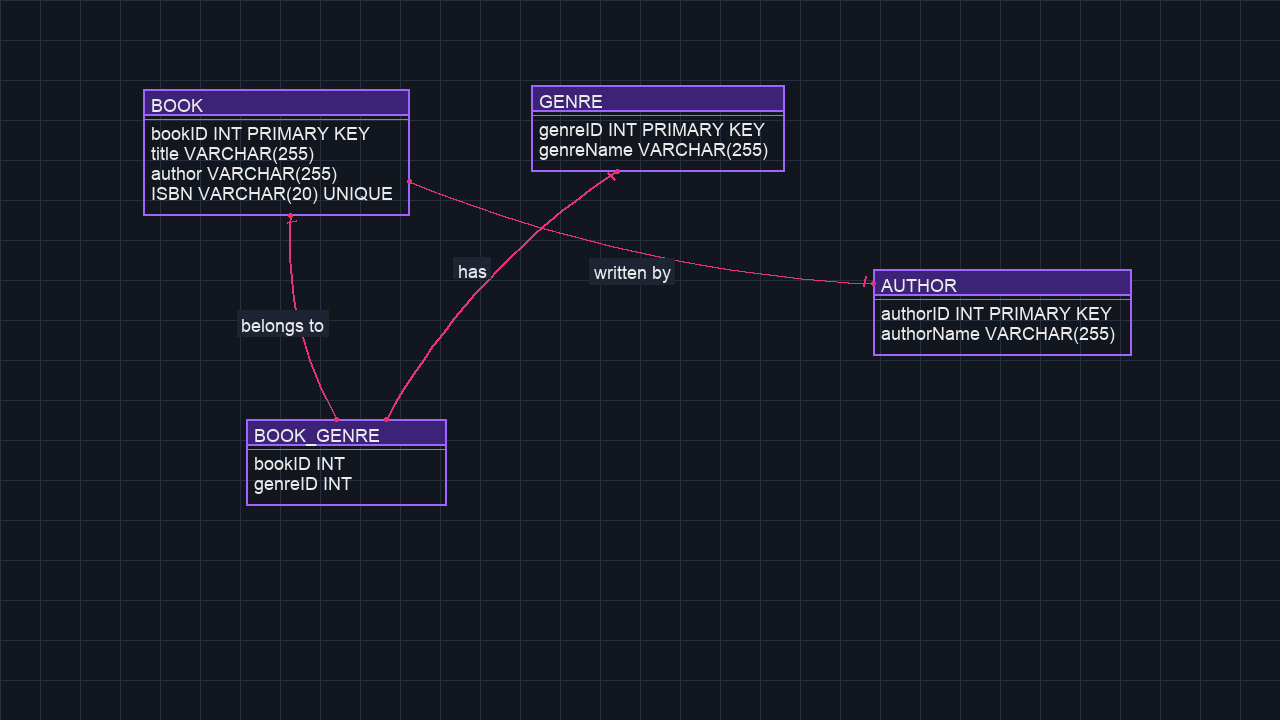 BOOK
bookID INT PRIMARY KEY
title VARCHAR(255)
author VARCHAR(255)
ISBN VARCHAR(20) UNIQUE
GENRE
genreID INT PRIMARY KEY
genreName VARCHAR(255)
has
written by
AUTHOR
authorID INT PRIMARY KEY
authorName VARCHAR(255)
belongs to
BOOK_GENRE
bookID INT
genreID INT